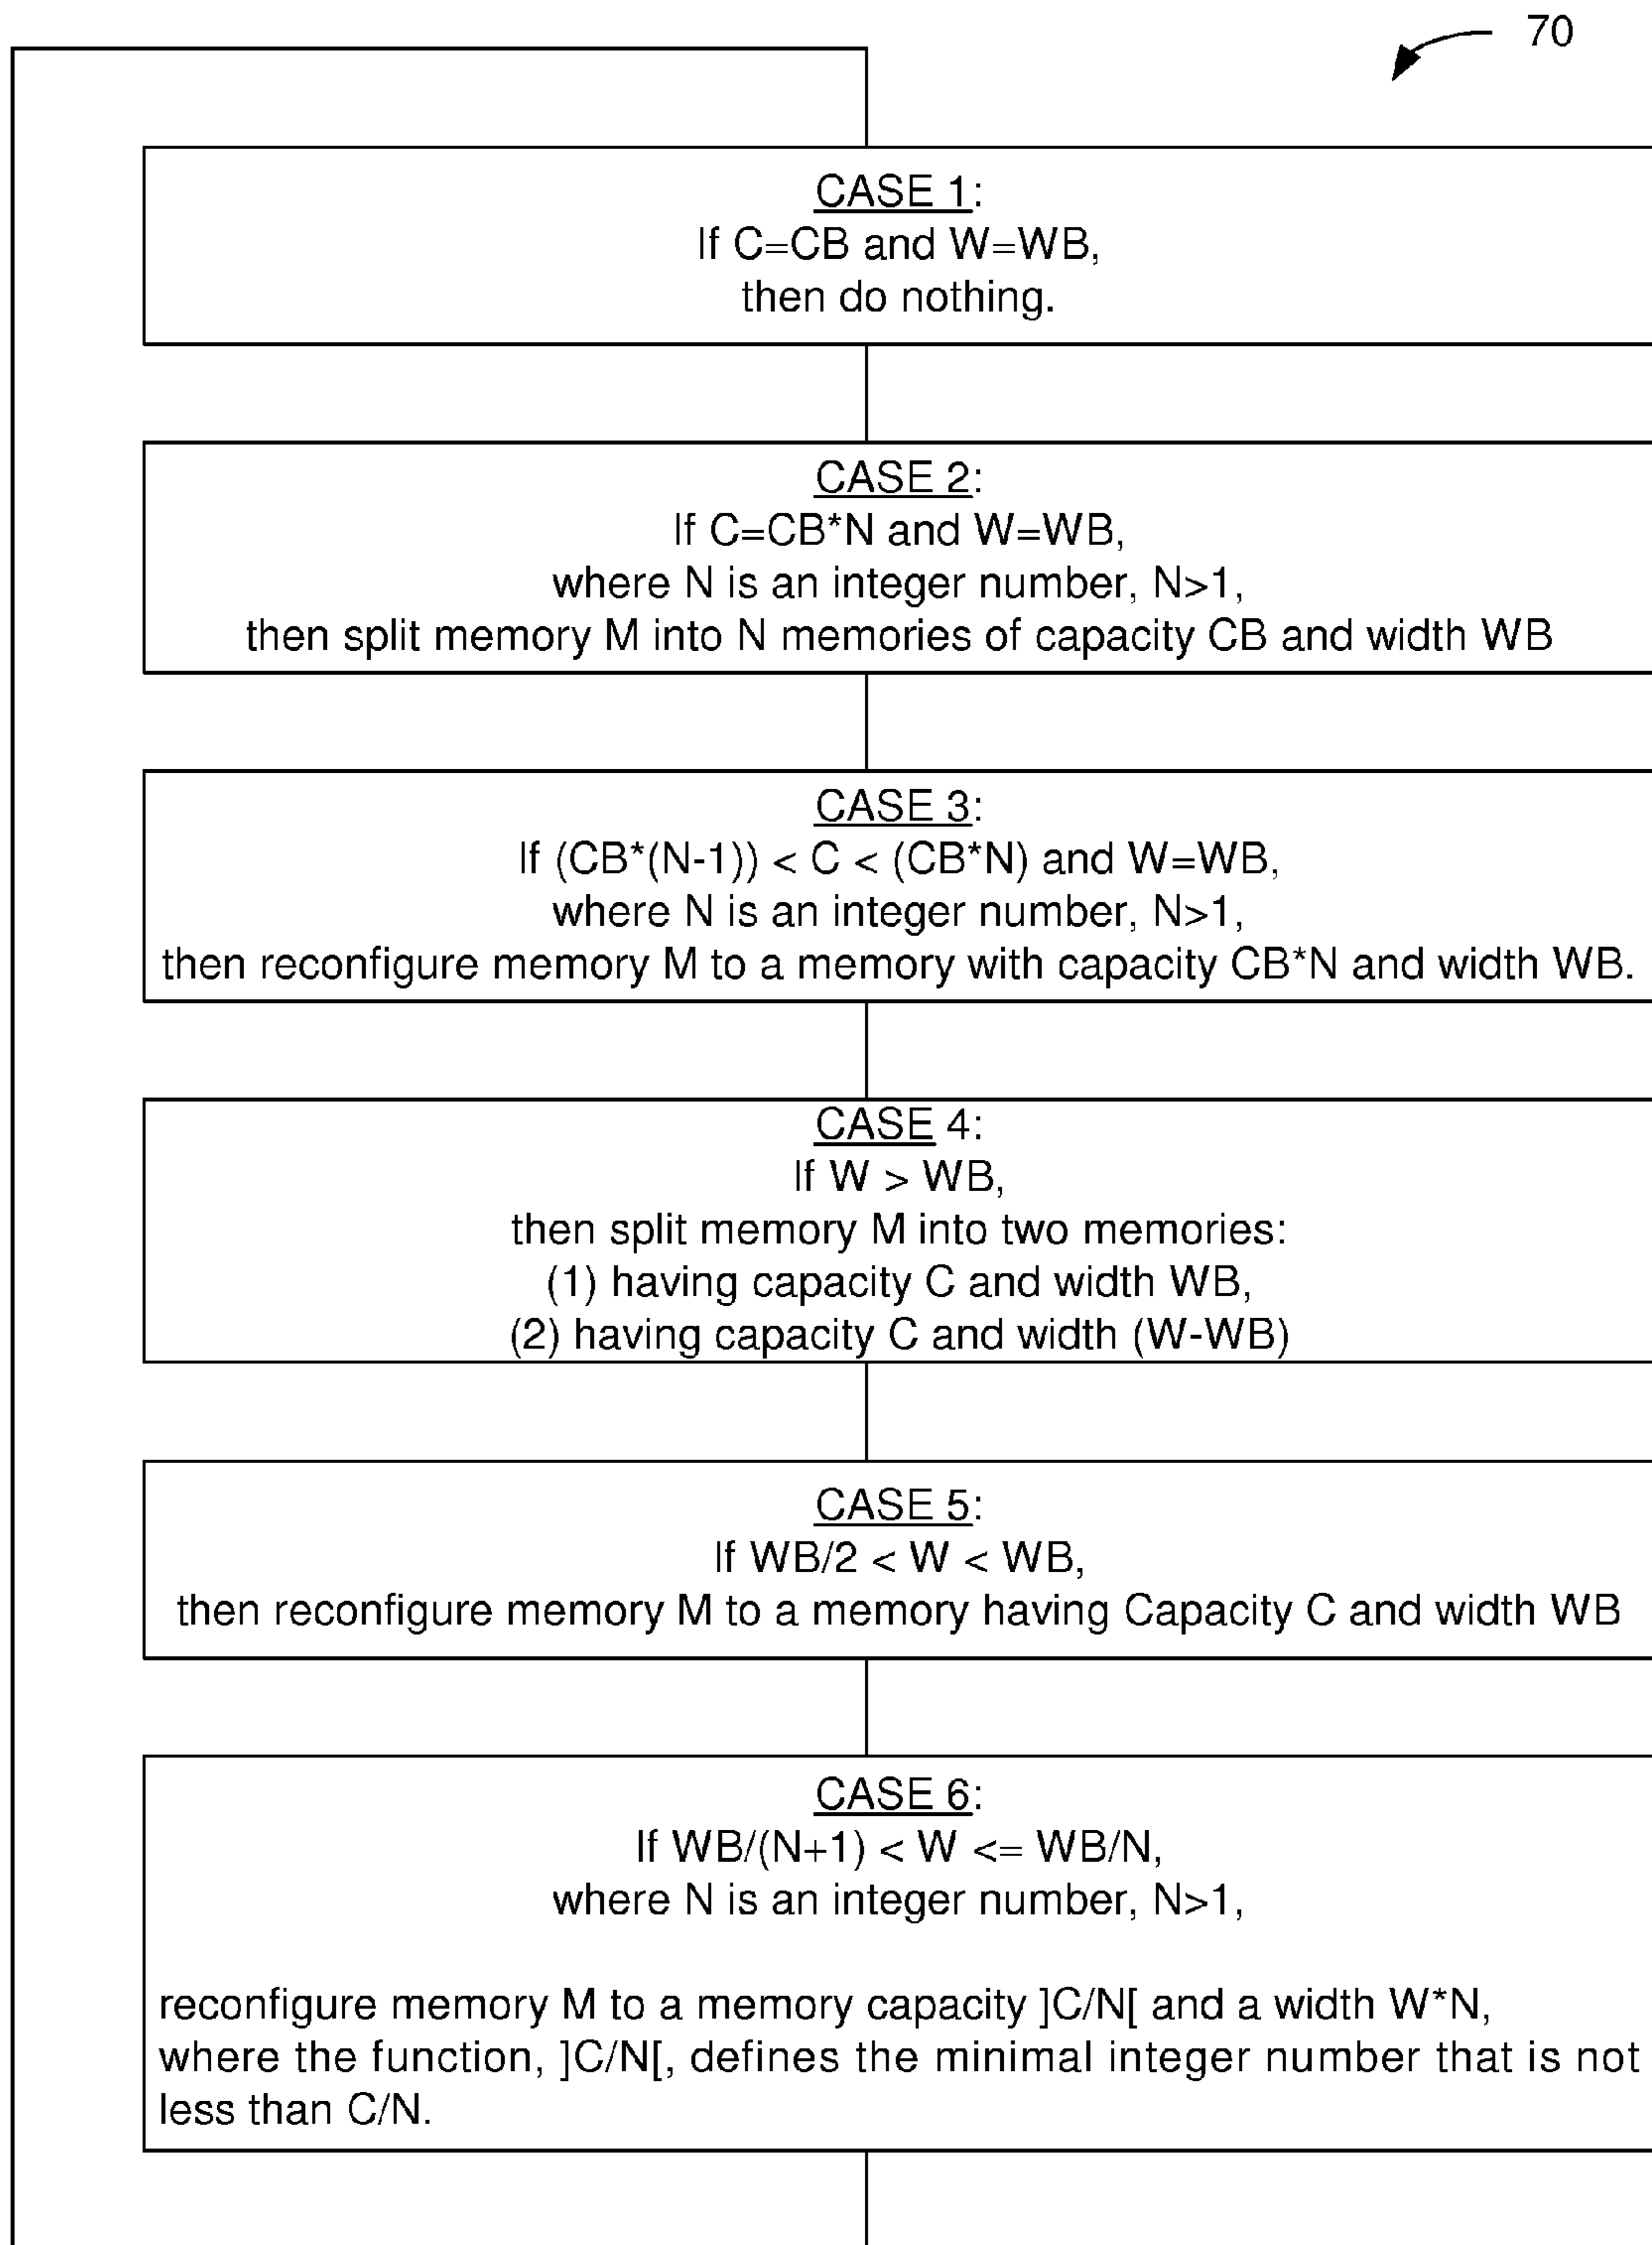 70
CASE 1:
If C=CB and W=WB,
then do nothing.
CASE 2:
If C=CB*N and W=WB,
where N is an integer number, N>1,
then split memory M into N memories of capacity CB and width WB
CASE 3:
If (CB*(N-1)) < C < (CB*N) and W=WB,
where N is an integer number, N>1,
then reconfigure memory M to a memory with capacity CB*N and width WB.
CASE 4:
If W > WB,
then split memory M into two memories:
(1) having capacity C and width WB,
(2) having capacity C and width (W-WB)
CASE 5:
If WB/2 < W < WB,
then reconfigure memory M to a memory having Capacity C and width WB
CASE 6:
If WB/(N+1) < W <= WB/N,
where N is an integer number, N>1,
reconfigure memory M to a memory capacity ]C/N[ and a width W*N,
where the function, ]C/N[, defines the minimal integer number that is not
less than C/N.